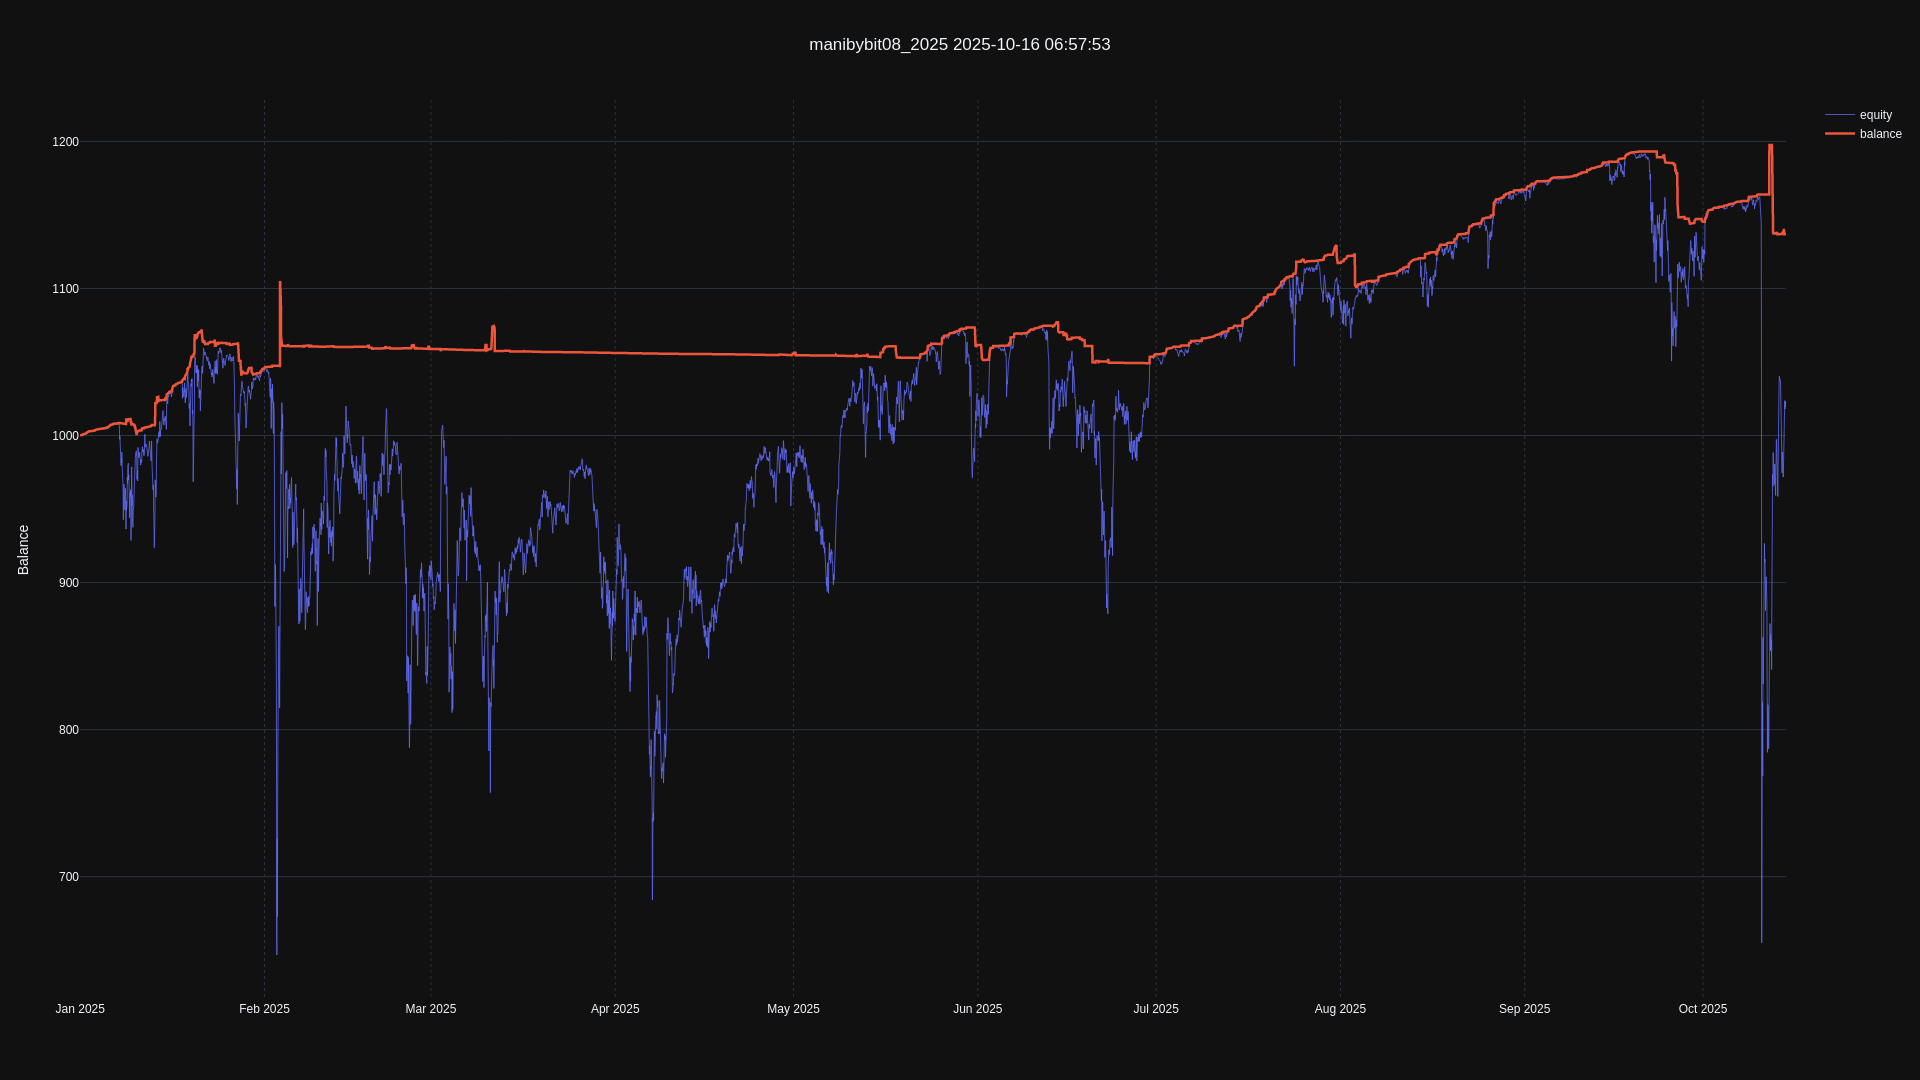 manibybit08_2025 2025-10-16 06:57:53
equity
balance
1200
1100
1000
900
800
700
Balance
Jan 2025
Feb 2025
Mar 2025
Apr 2025
May 2025
Jun 2025
Jul 2025
Aug 2025
Sep 2025
Oct 2025